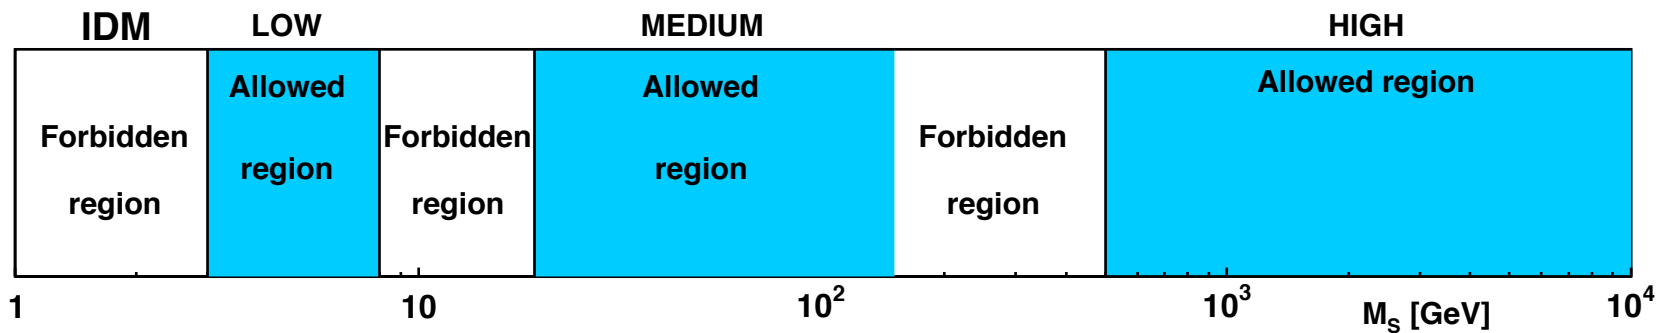 IDM LOW MEDIUM HIGH
Forbidden
region
Allowed
region
Forbidden
region
Allowed
region
Forbidden
region
Allowed region
1 10 10² 10³ 10⁴
M_S [GeV]